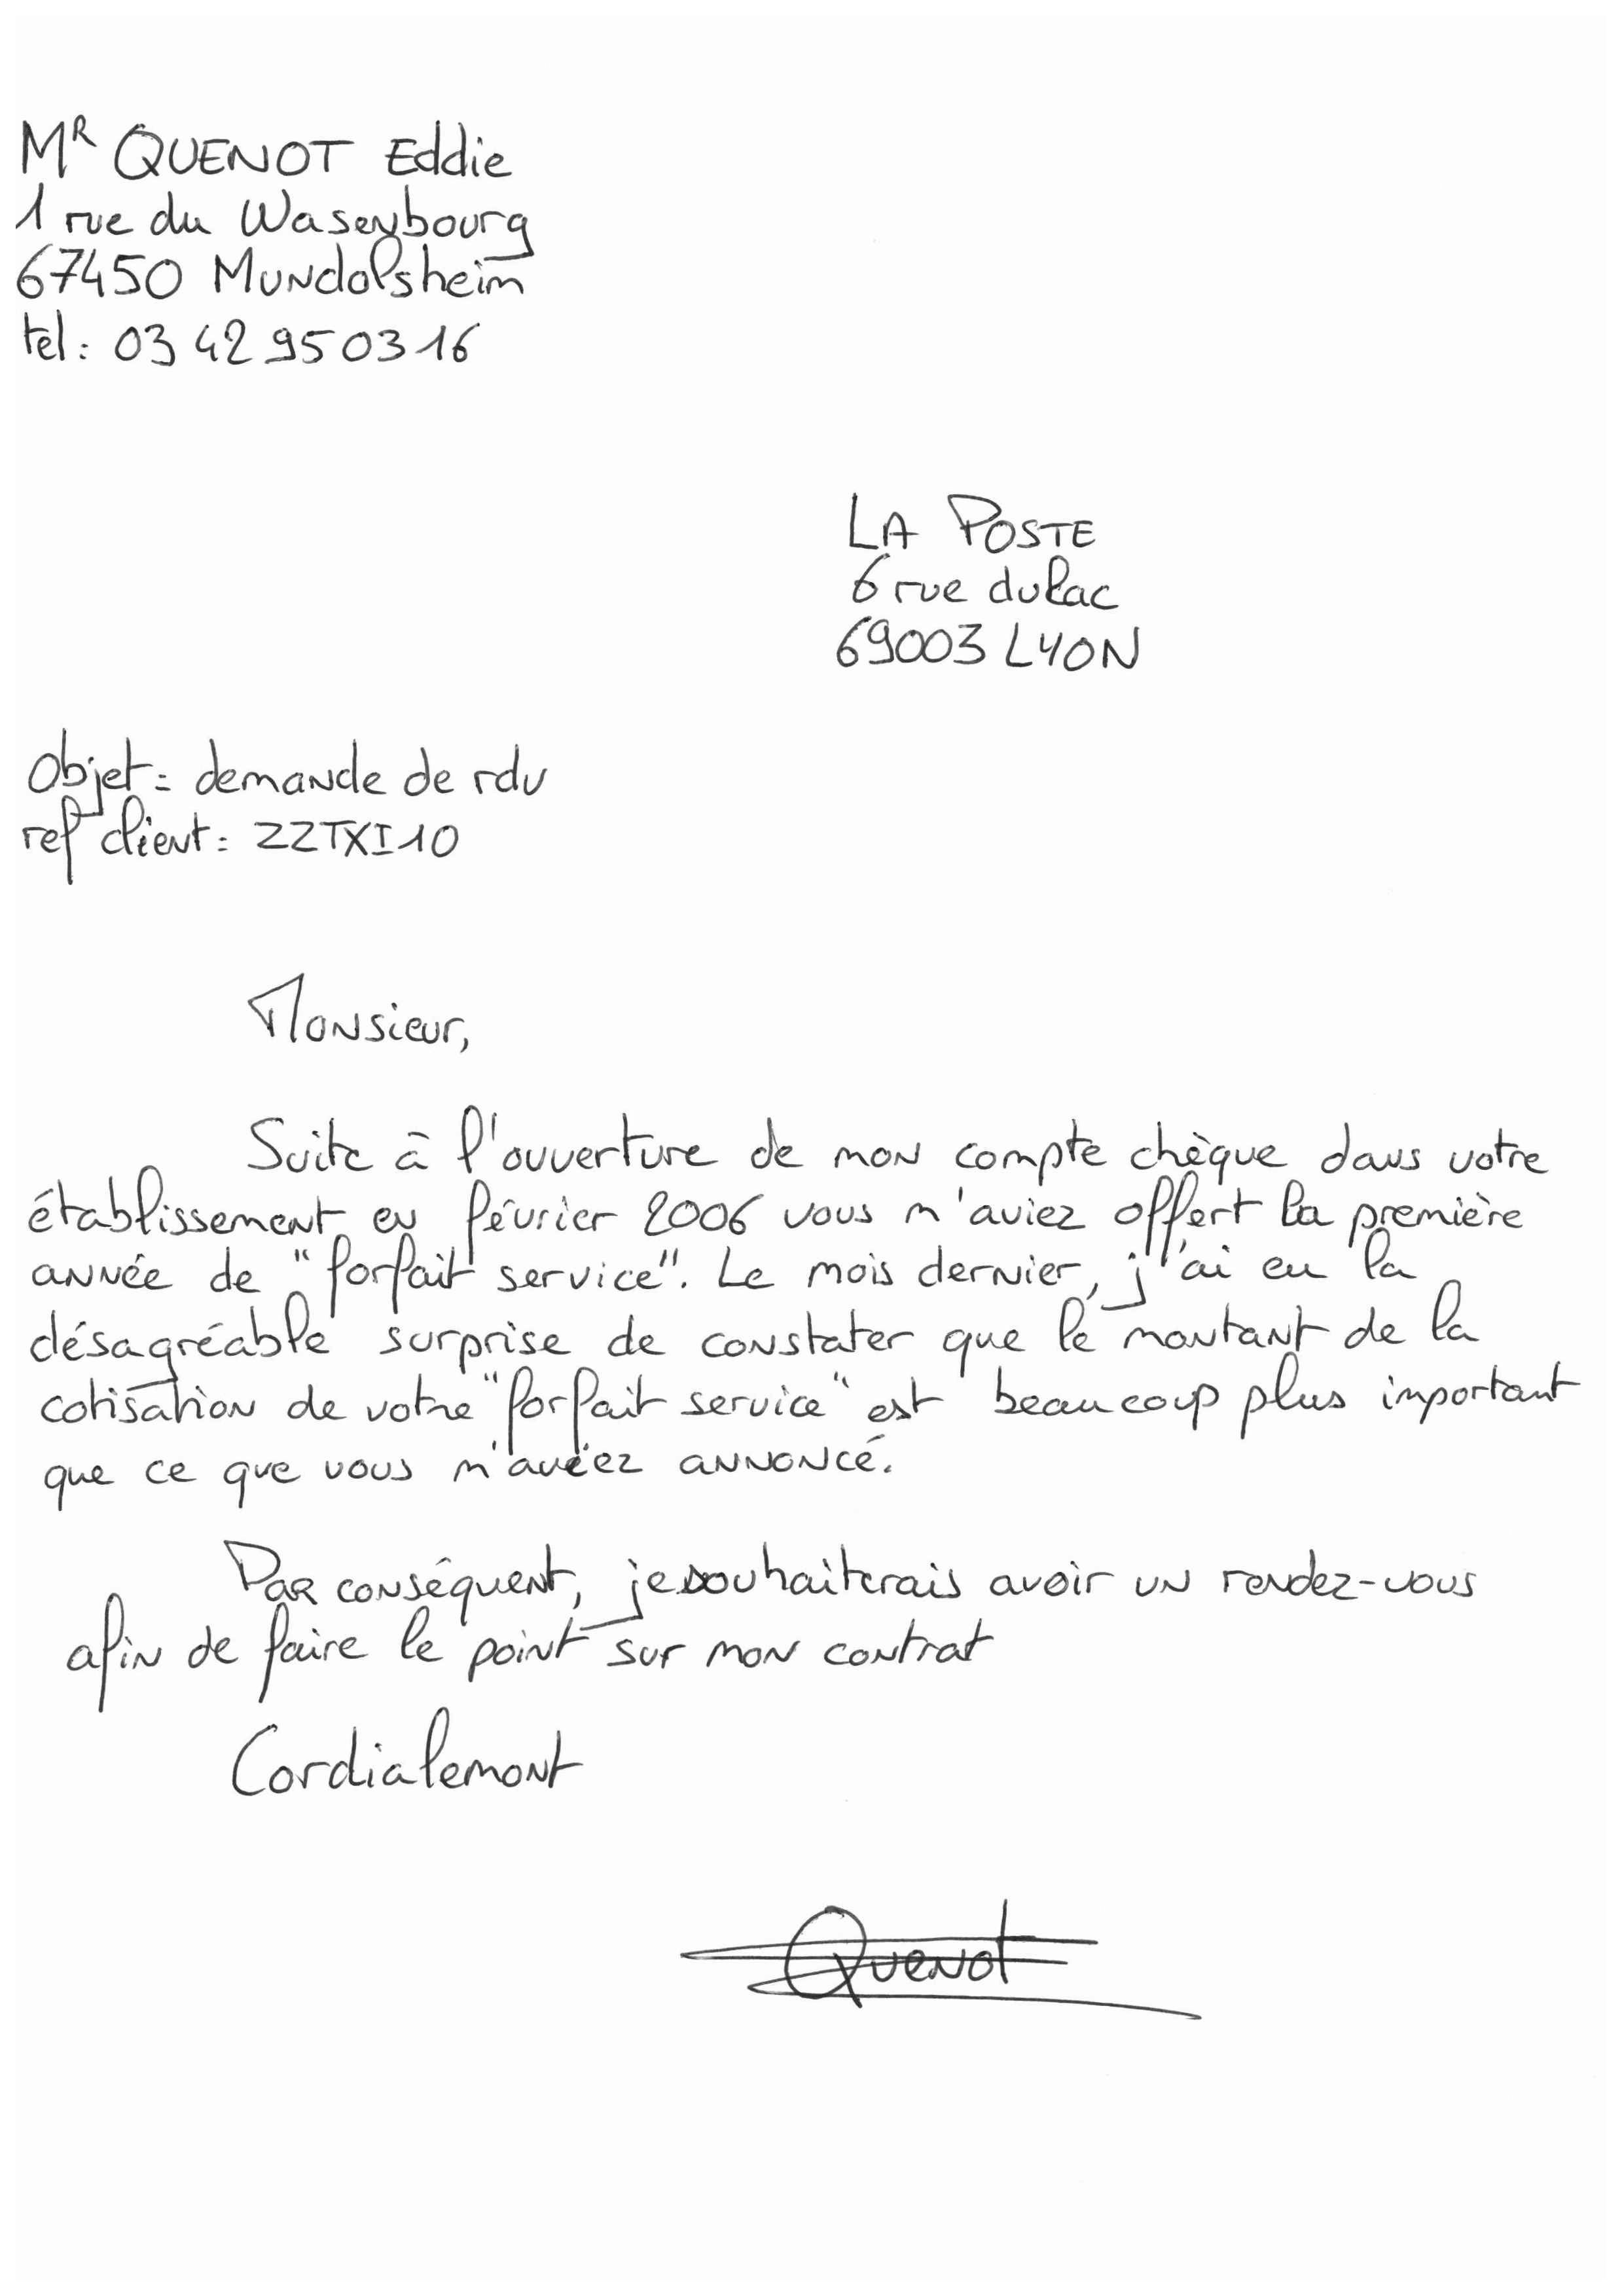 MR QUENOT Eddie
1 rue du Wasenbourg
67450 Mundolsheim
tel: 03 42 95 03 16
LA POSTE
6 rue du lac
69003 LYON
Objet: demande de rdv
ref client: ZZTXI10
Monsieur,
Suite à l'ouverture de mon compte chèque dans votre
établissement en février 2006 vous m'aviez offert la première
année de "forfait service". Le mois dernier, j'ai eu la
désagréable surprise de constater que le montant de la
cotisation de votre "forfait service" est beaucoup plus important
que ce que vous m'aviez annoncé.
Par conséquent, je souhaiterais avoir un rendez-vous
afin de faire le point sur mon contrat
Cordialement
Quenot